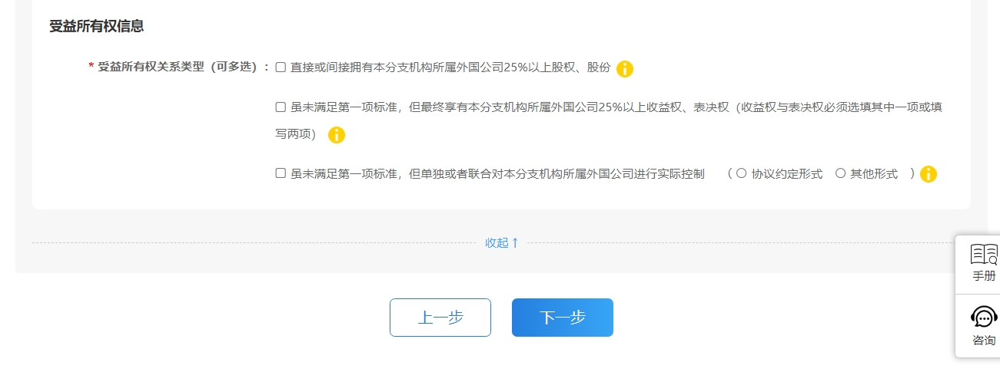 受益所有权信息
* 受益所有权关系类型（可多选）： 直接或间接拥有本分支机构所属外国公司25%以上股权、股份
虽未满足第一项标准，但最终享有本分支机构所属外国公司25%以上收益权、表决权（收益权与表决权必须选填其中一项或填
写两项）
虽未满足第一项标准，但单独或者联合对本分支机构所属外国公司进行实际控制 （ 协议约定形式 其他形式 ）
收起↑
手册
上一步 下一步
咨询